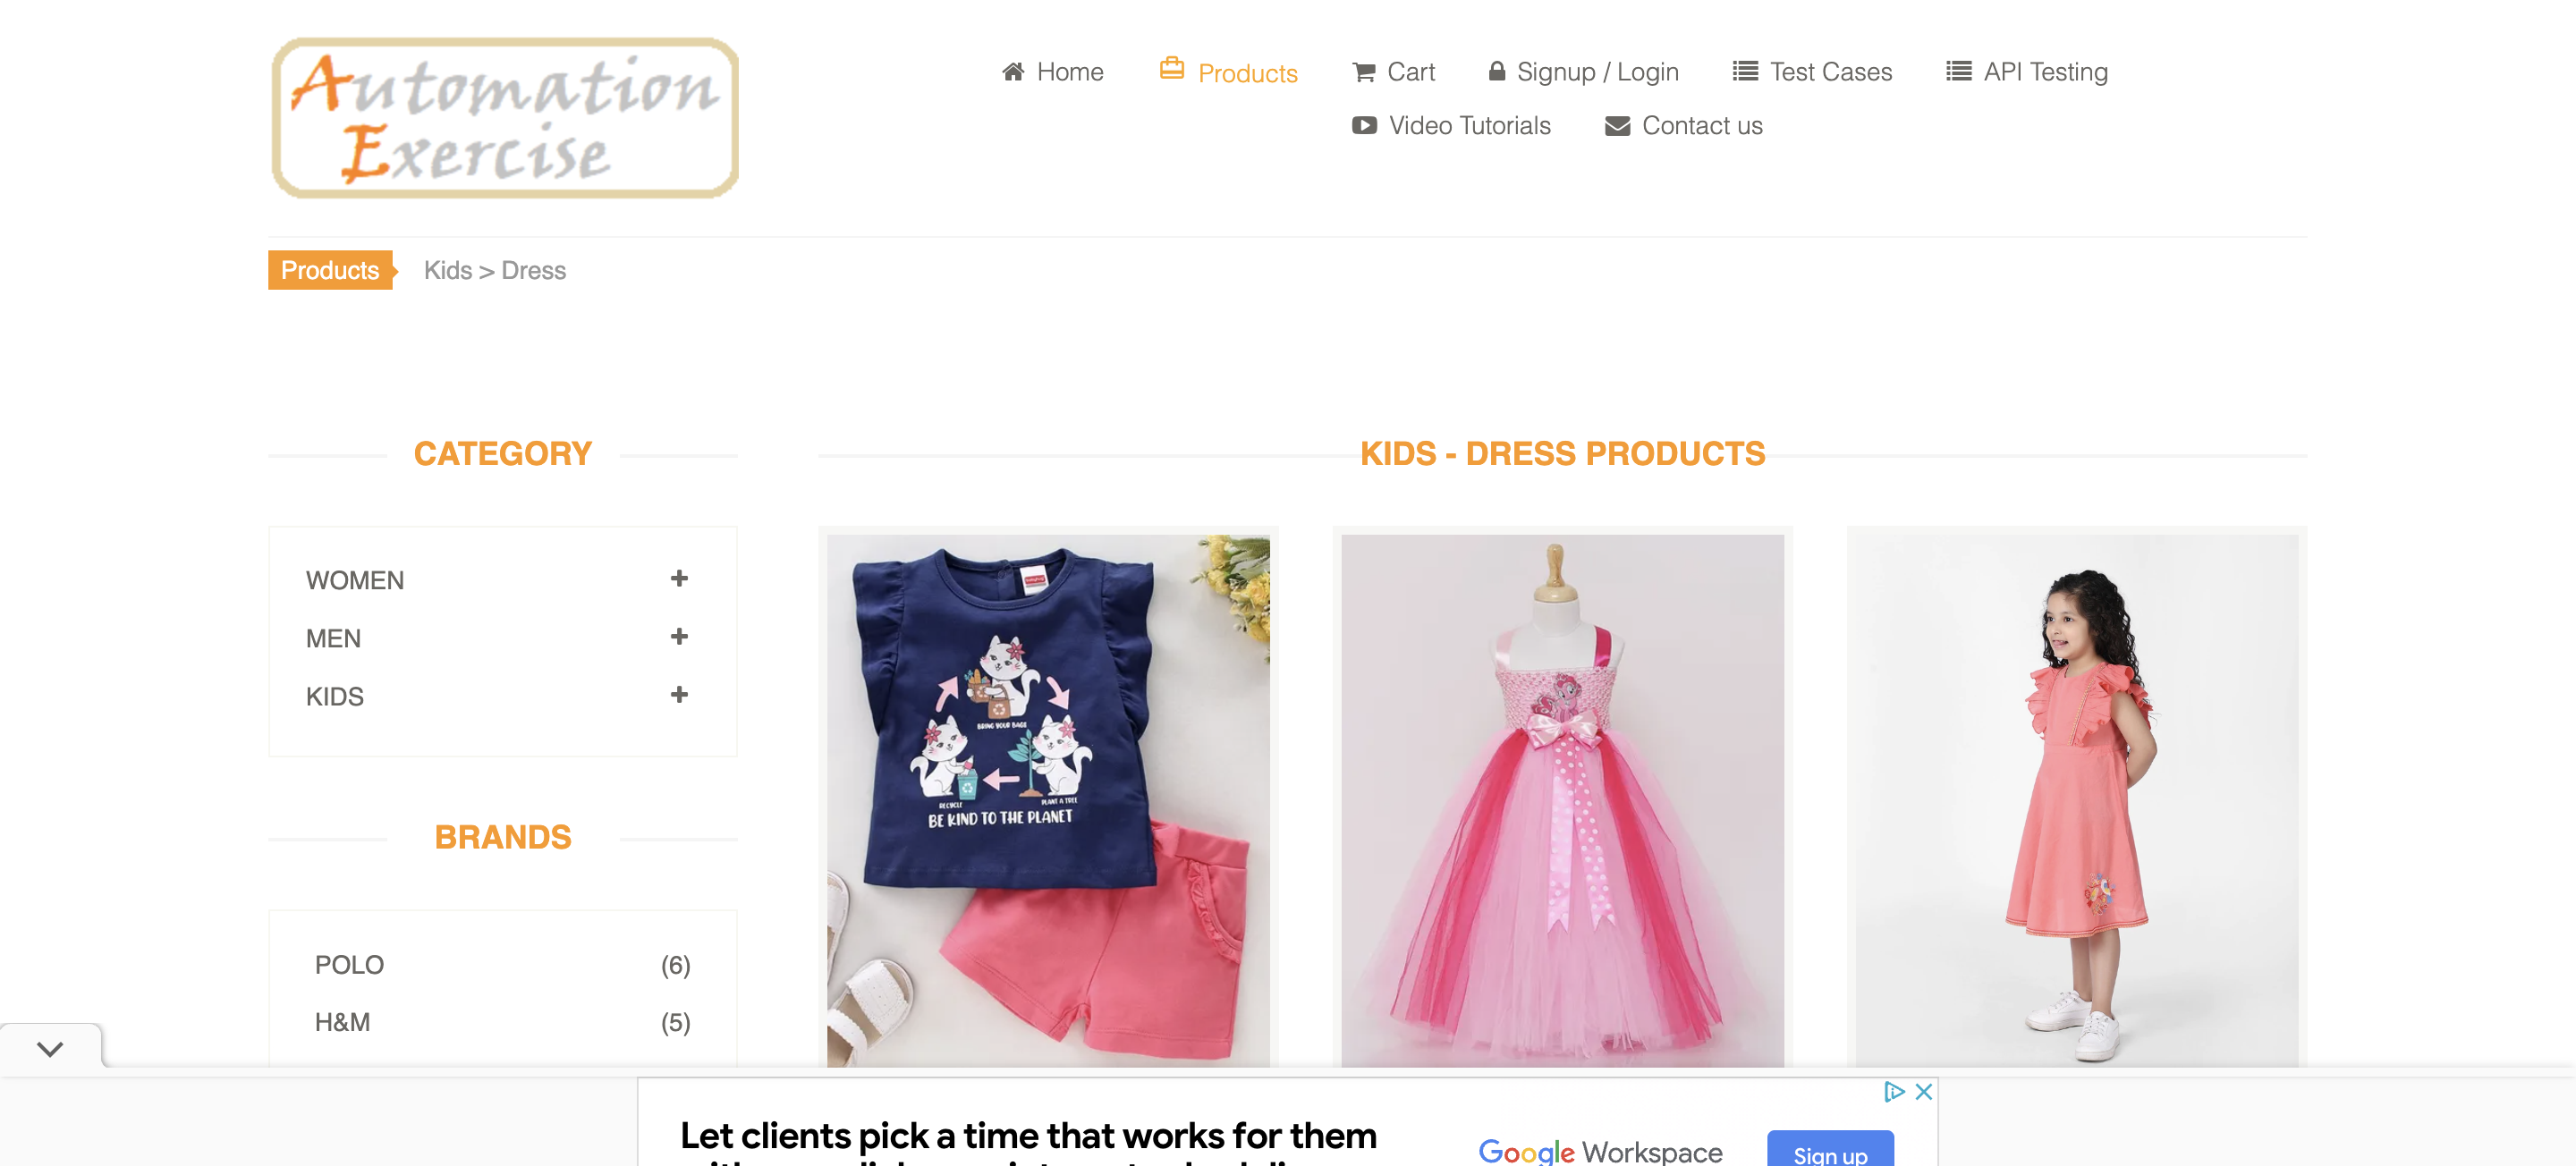 Automation
Exercise
Home
Products
Cart
Signup / Login
Test Cases
API Testing
Video Tutorials
Contact us
Products
Kids > Dress
CATEGORY
WOMEN
MEN
KIDS
BRANDS
POLO (6)
H&M (5)
KIDS - DRESS PRODUCTS
BRING YOUR BAGS
RECYCLE
PLANT A TREE
BE KIND TO THE PLANET
Let clients pick a time that works for them
Google Workspace
Sign up